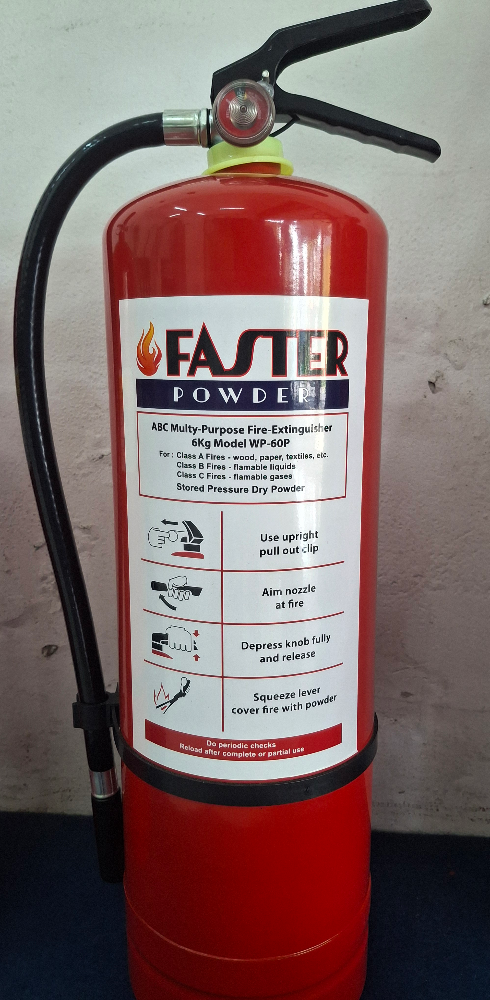 FASTER
POWDER
ABC Multy-Purpose Fire-Extinguisher
6Kg Model WP-60P
For : Class A Fires - wood, paper, textiles, etc.
Class B Fires - flamable liquids
Class C Fires - flamable gases
Stored Pressure Dry Powder
Use upright
pull out clip
Aim nozzle
at fire
Depress knob fully
and release
Squeeze lever
cover fire with powder
Do periodic checks
Reload after complete or partial use